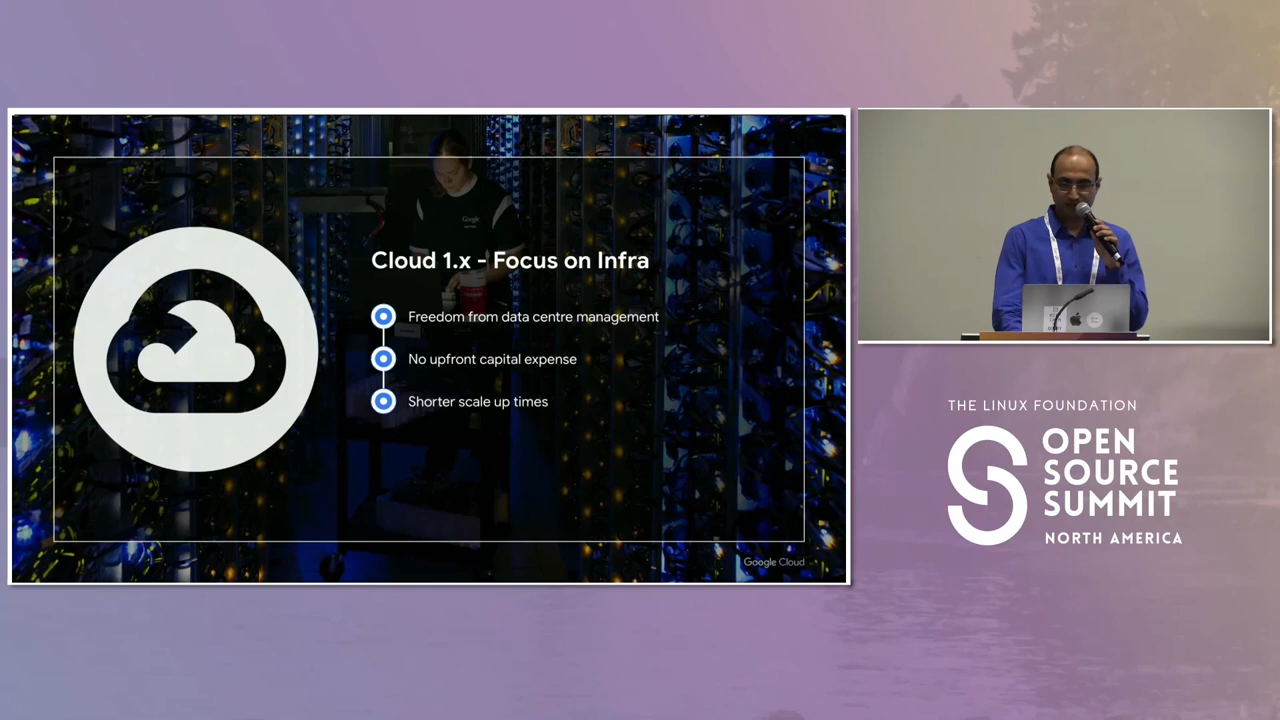 Google
Cloud 1.x - Focus on Infra
Freedom from data centre management
No upfront capital expense
Shorter scale up times
Google Cloud
THE LINUX FOUNDATION
OPEN
SOURCE
SUMMIT
NORTH AMERICA